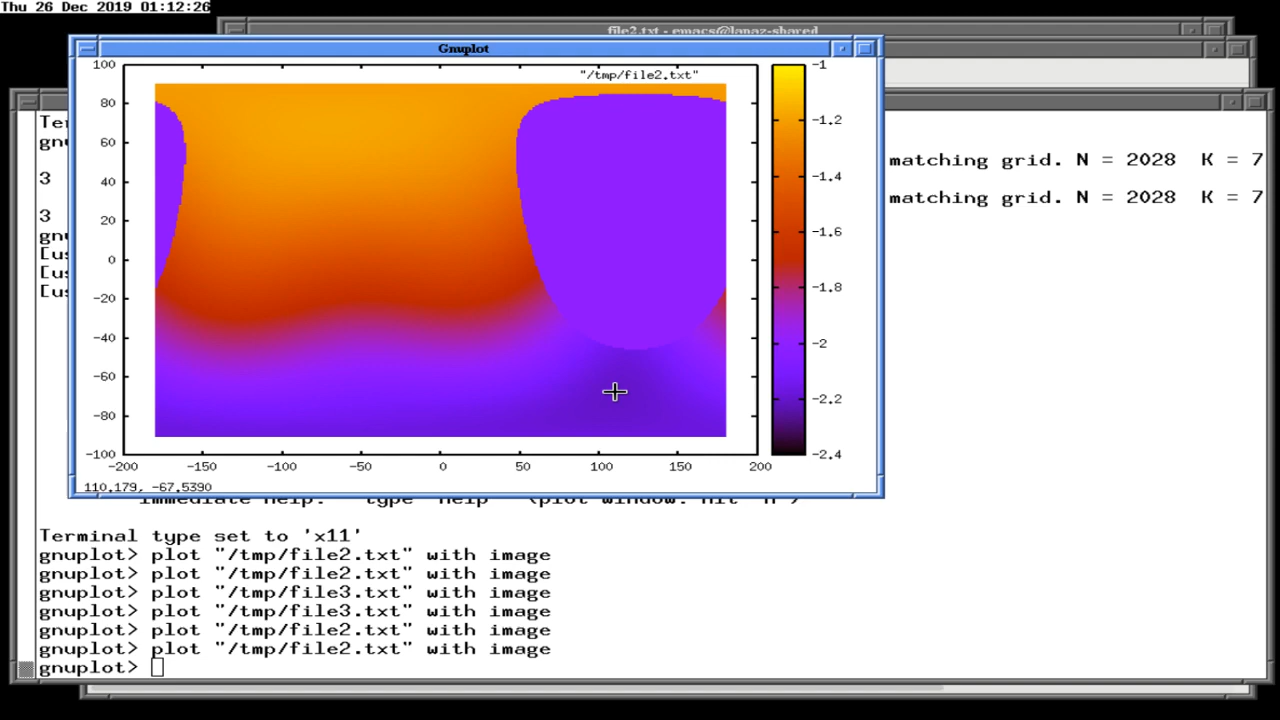 Thu 26 Dec 2019 01:12:26
file2.txt - emacs@lanaz-shared
Gnuplot
"/tmp/file2.txt"
100
80
60
40
20
0
-20
-40
-60
-80
-100
-200
-150
-100
-50
0
50
100
150
200
-1
-1.2
-1.4
-1.6
-1.8
-2
-2.2
-2.4
110.179, -67.5390
matching grid. N = 2028 K = 7
3
matching grid. N = 2028 K = 7
3
Terminal type set to 'x11'
gnuplot> plot "/tmp/file2.txt" with image
gnuplot> plot "/tmp/file2.txt" with image
gnuplot> plot "/tmp/file3.txt" with image
gnuplot> plot "/tmp/file3.txt" with image
gnuplot> plot "/tmp/file2.txt" with image
gnuplot> plot "/tmp/file2.txt" with image
gnuplot>